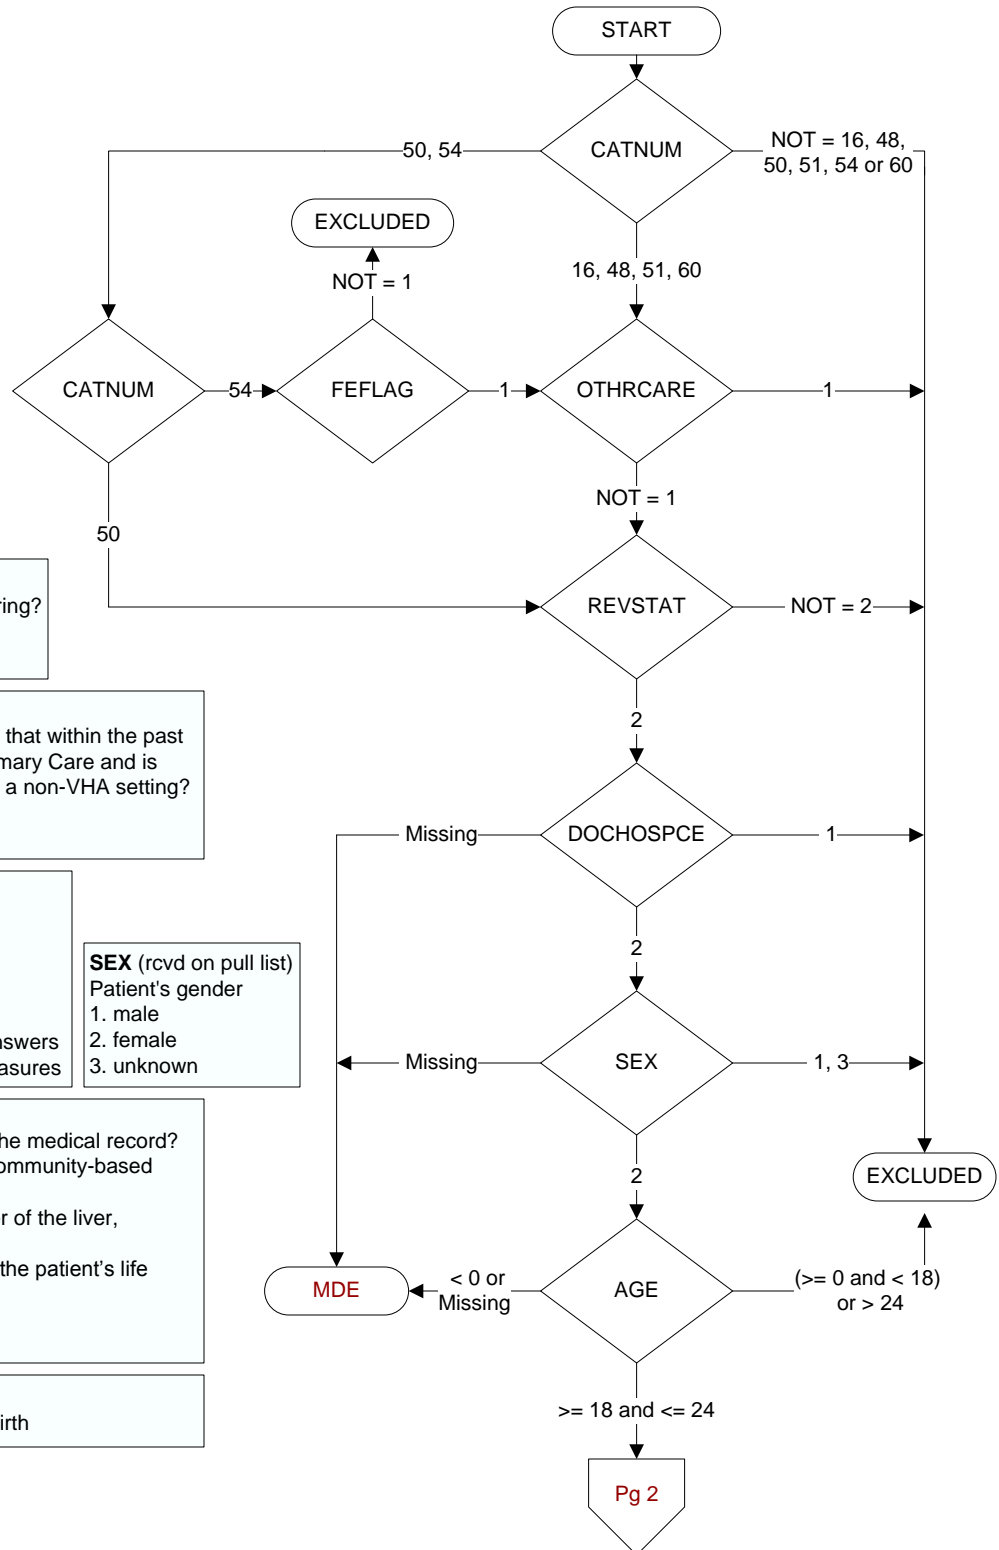 START
CATNUM
NOT = 16, 48,
50, 51, 54 or 60
50, 54
EXCLUDED
NOT = 1
16, 48, 51, 60
CATNUM
54
FEFLAG
1
OTHRCARE
1
NOT = 1
50
REVSTAT
NOT = 2
2
DOCHOSPCE
Missing
1
2
SEX
Missing
1, 3
2
EXCLUDED
AGE
MDE
< 0 or
Missing
(>= 0 and < 18)
or > 24
>= 18 and <= 24
Pg 2
ring?
that within the past
mary Care and is
a non-VHA setting?
nswers
asures
SEX (rcvd on pull list)
Patient's gender
1. male
2. female
3. unknown
he medical record?
ommunity-based
r of the liver,
the patient's life
irth